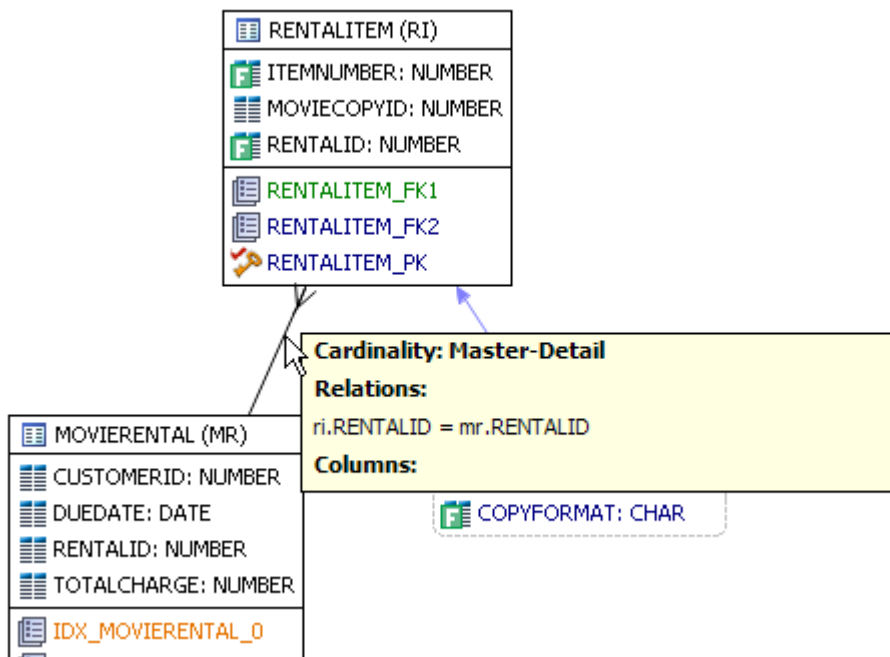 RENTALITEM (RI)
ITEMNUMBER: NUMBER
MOVIECOPYID: NUMBER
RENTALID: NUMBER
RENTALITEM_FK1
RENTALITEM_FK2
RENTALITEM_PK
Cardinality: Master-Detail
Relations:
ri.RENTALID = mr.RENTALID
Columns:
MOVIERENTAL (MR)
CUSTOMERID: NUMBER
DUEDATE: DATE
RENTALID: NUMBER
TOTALCHARGE: NUMBER
IDX_MOVIERENTAL_0
COPYFORMAT: CHAR